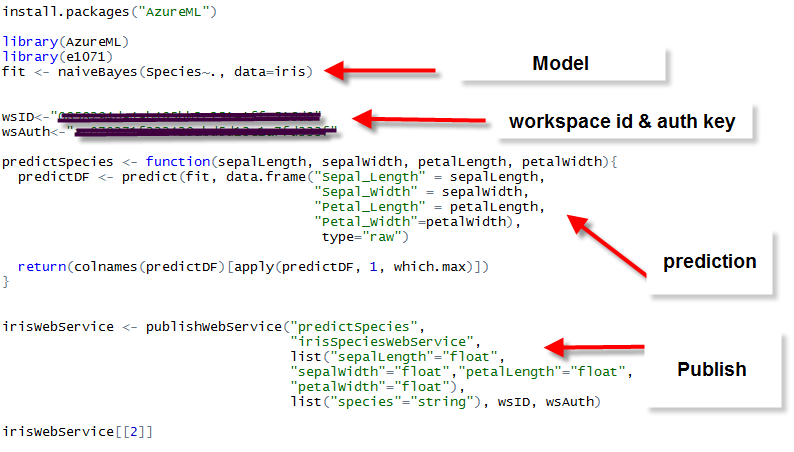 install.packages("AzureML")
library(AzureML)
library(e1071)
fit <- naiveBayes(Species~., data=iris)
Model
wsID<-"
wsAuth<-"
workspace id & auth key
predictSpecies <- function(sepalLength, sepalWidth, petalLength, petalWidth){
predictDF <- predict(fit, data.frame("Sepal_Length" = sepalLength,
"Sepal_Width" = sepalWidth,
"Petal_Length" = petalLength,
"Petal_Width"=petalWidth),
type="raw")
prediction
return(colnames(predictDF)[apply(predictDF, 1, which.max)])
}
irisWebService <- publishWebService("predictSpecies",
"irisSpeciesWebService",
list("sepalLength"="float",
"sepalWidth"="float","petalLength"="float",
"petalWidth"="float"),
list("species"="string"), wsID, wsAuth)
Publish
irisWebService[[2]]